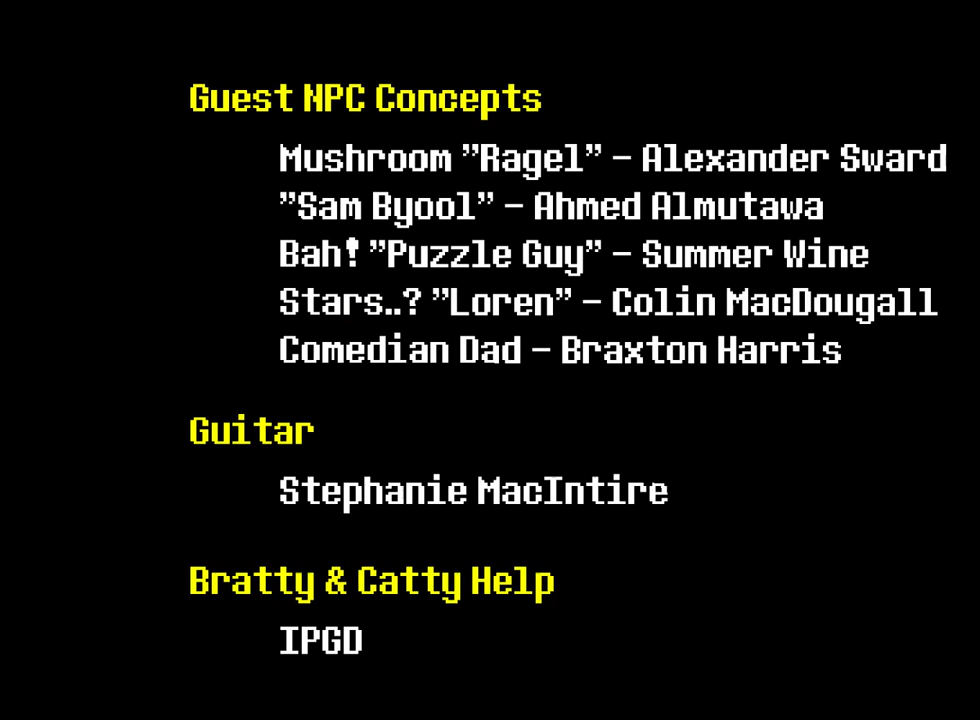 Guest NPC Concepts
Mushroom "Ragel" - Alexander Sward
"Sam Byool" - Ahmed Almutawa
Bah! "Puzzle Guy" - Summer Wine
Stars..? "Loren" - Colin MacDougall
Comedian Dad - Braxton Harris
Guitar
Stephanie MacIntire
Bratty & Catty Help
IPGD